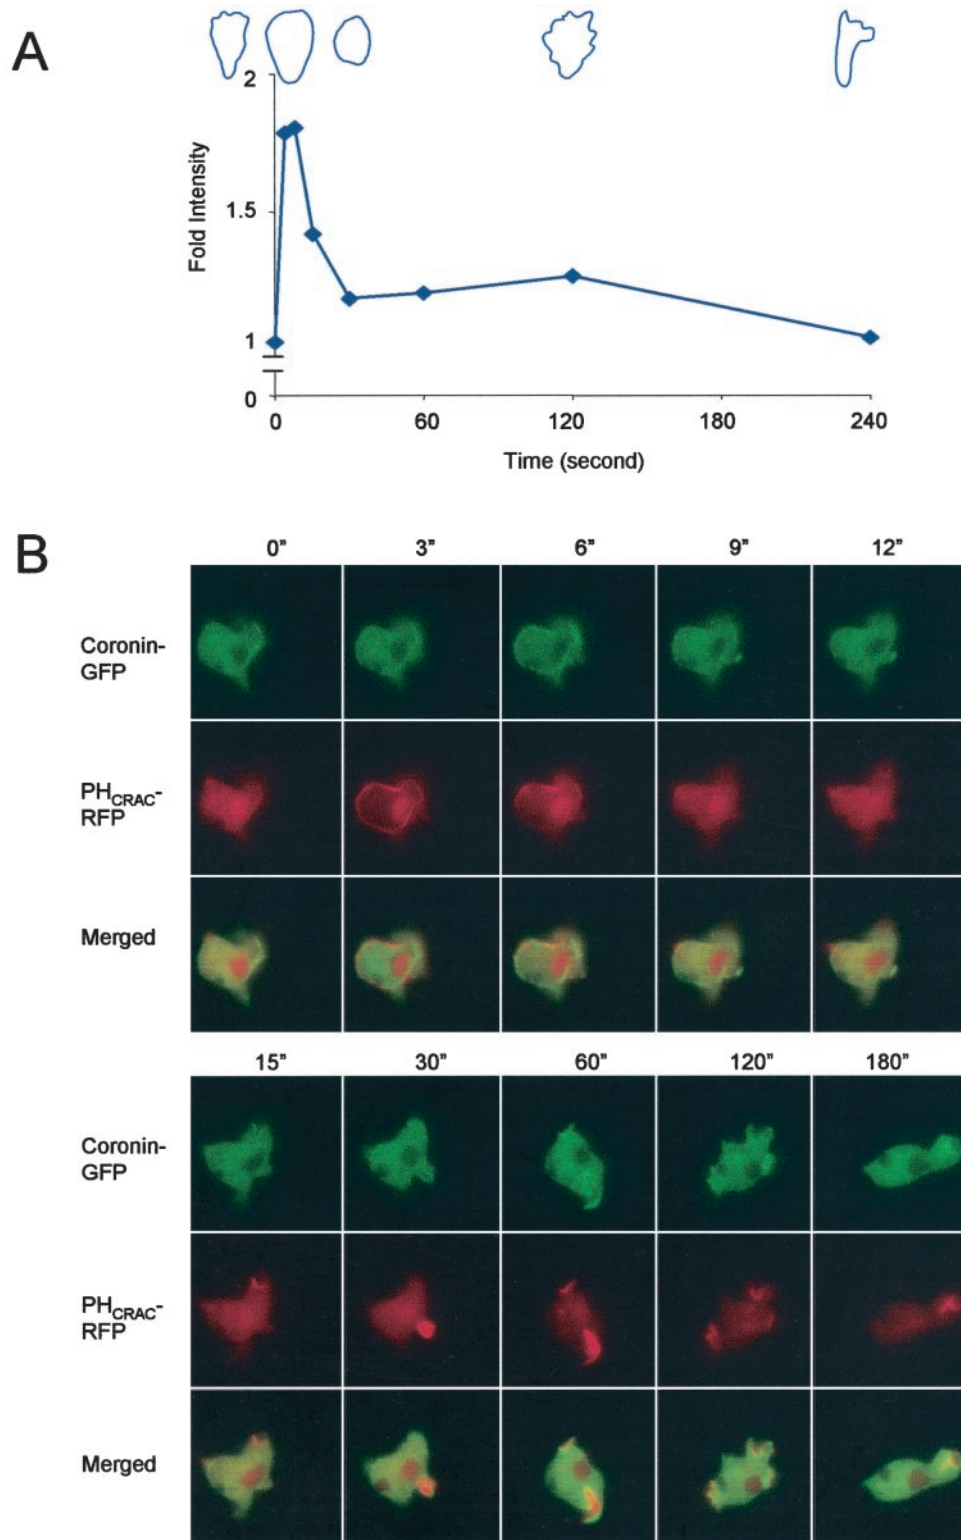 A
2
1.5
1
0
Fold Intensity
0 60 120 180 240
Time (second)
B
0” 3” 6” 9” 12”
Coronin-
GFP
PHCRAC-
RFP
Merged
15” 30” 60” 120” 180”
Coronin-
GFP
PHCRAC-
RFP
Merged